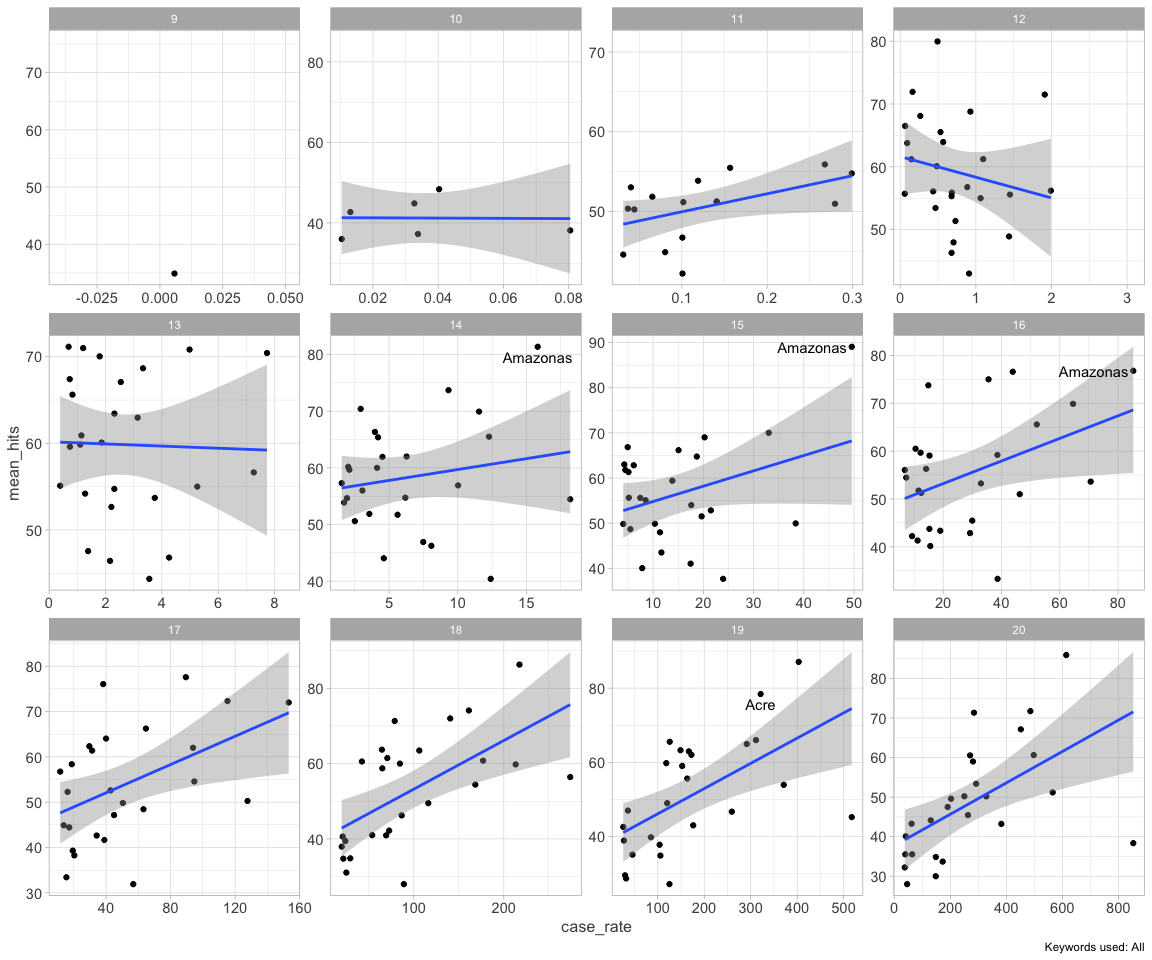 9 10 11 12
70 80 70 80
60 70 60 70
50 60 50 60
40 40 50
-0.025 0.000 0.025 0.050 0.02 0.04 0.06 0.08 0.1 0.2 0.3 0 1 2 3
13 14 15 16
70 80 Amazonas 90 Amazonas 80 Amazonas
60 70 80 70
50 60 70 60
50 60 50
40 50 40
40
0 2 4 6 8 5 10 15 10 20 30 40 50 20 40 60 80
mean_hits
17 18 19 20
80 80 80 Acre 80
70 60 60 70
60 40 40 60
50 50
40 40
30 30
40 80 120 160 100 200 100 200 300 400 500 0 200 400 600 800
case_rate
Keywords used: All